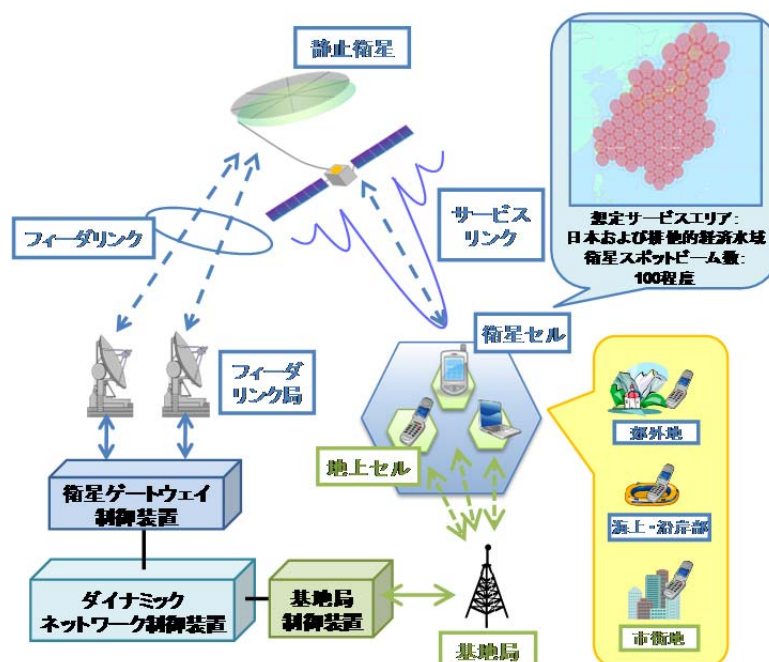 静止衛星
フィーダリンク
サービス
リンク
想定サービスエリア:
日本および排他的経済水域
衛星スポットビーム数:
100程度
衛星セル
フィーダ
リンク局
地上セル
郊外地
海上・沿岸部
市街地
衛星ゲートウェイ
制御装置
ダイナミック
ネットワーク制御装置
基地局
制御装置
基地局